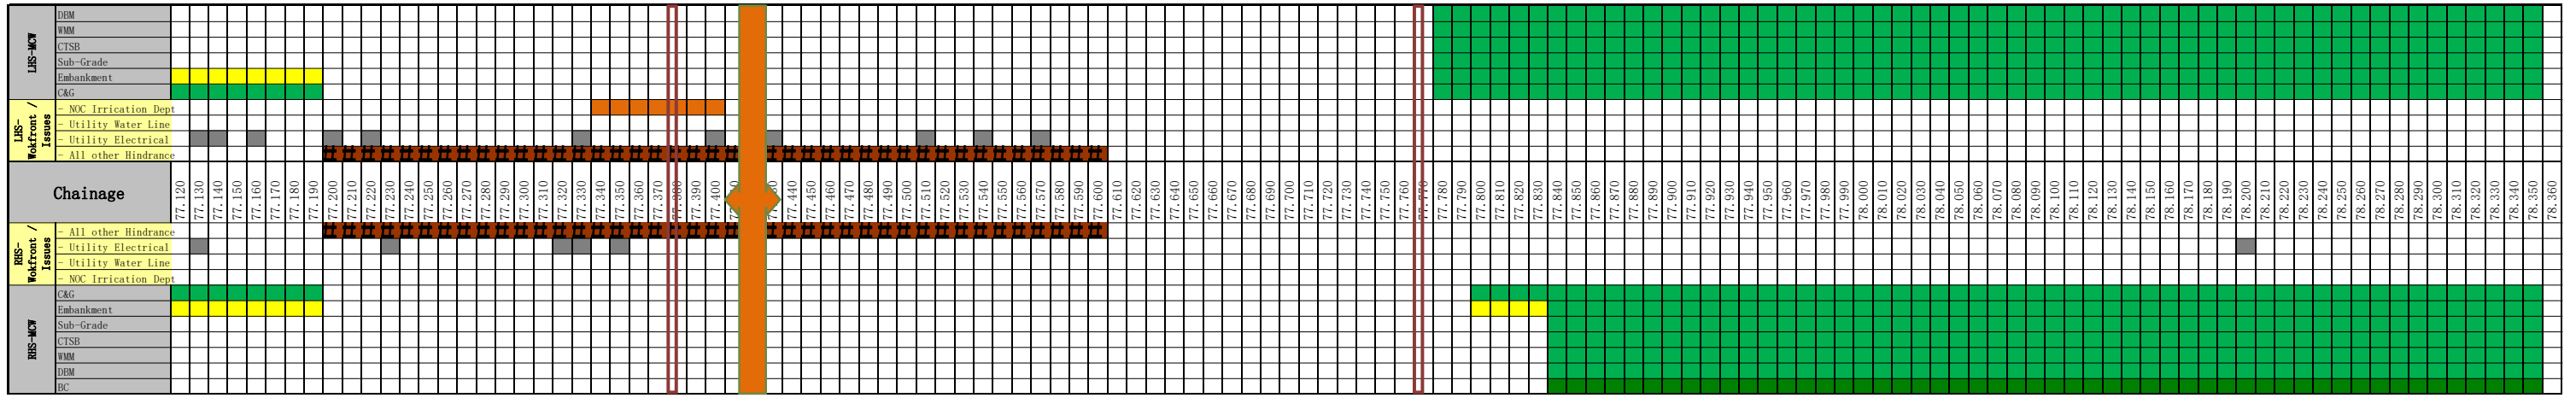 LHS-MCW
DBM
WMM
CTSB
Sub-Grade
Embankment
C&G
LHS-
Wokfront /
Issues
- NOC Irrication Dept
- Utility Water Line
- Utility Electrical
- All other Hindrance
Chainage 77.120 77.130 77.140 77.150 77.160 77.170 77.180 77.190 77.200 77.210 77.220 77.230 77.240 77.250 77.260 77.270 77.280 77.290 77.300 77.310 77.320 77.330 77.340 77.350 77.360 77.370 77.380 77.390 77.400 77.440 77.450 77.460 77.470 77.480 77.490 77.500 77.510 77.520 77.530 77.540 77.550 77.560 77.570 77.580 77.590 77.600 77.610 77.620 77.630 77.640 77.650 77.660 77.670 77.680 77.690 77.700 77.710 77.720 77.730 77.740 77.750 77.760 77.770 77.780 77.790 77.800 77.810 77.820 77.830 77.840 77.850 77.860 77.870 77.880 77.890 77.900 77.910 77.920 77.930 77.940 77.950 77.960 77.970 77.980 77.990 78.000 78.010 78.020 78.030 78.040 78.050 78.060 78.070 78.080 78.090 78.100 78.110 78.120 78.130 78.140 78.150 78.160 78.170 78.180 78.190 78.200 78.210 78.220 78.230 78.240 78.250 78.260 78.270 78.280 78.290 78.300 78.310 78.320 78.330 78.340 78.350 78.360
RHS-
Wokfront /
Issues
- All other Hindrance
- Utility Electrical
- Utility Water Line
- NOC Irrication Dept
RHS-MCW
C&G
Embankment
Sub-Grade
CTSB
WMM
DBM
BC